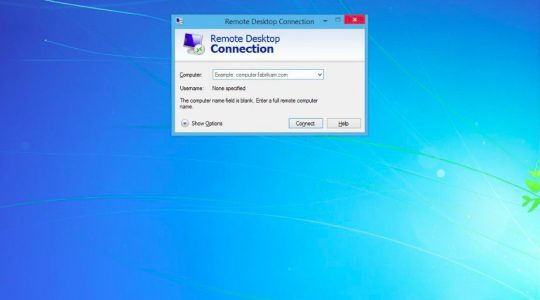 Remote Desktop Connection
Remote Desktop
Connection
Computer:
Example: computer.fabrikam.com
Username: None specified
The computer name field is blank. Enter a full remote computer
name.
Show Options
Connect
Help